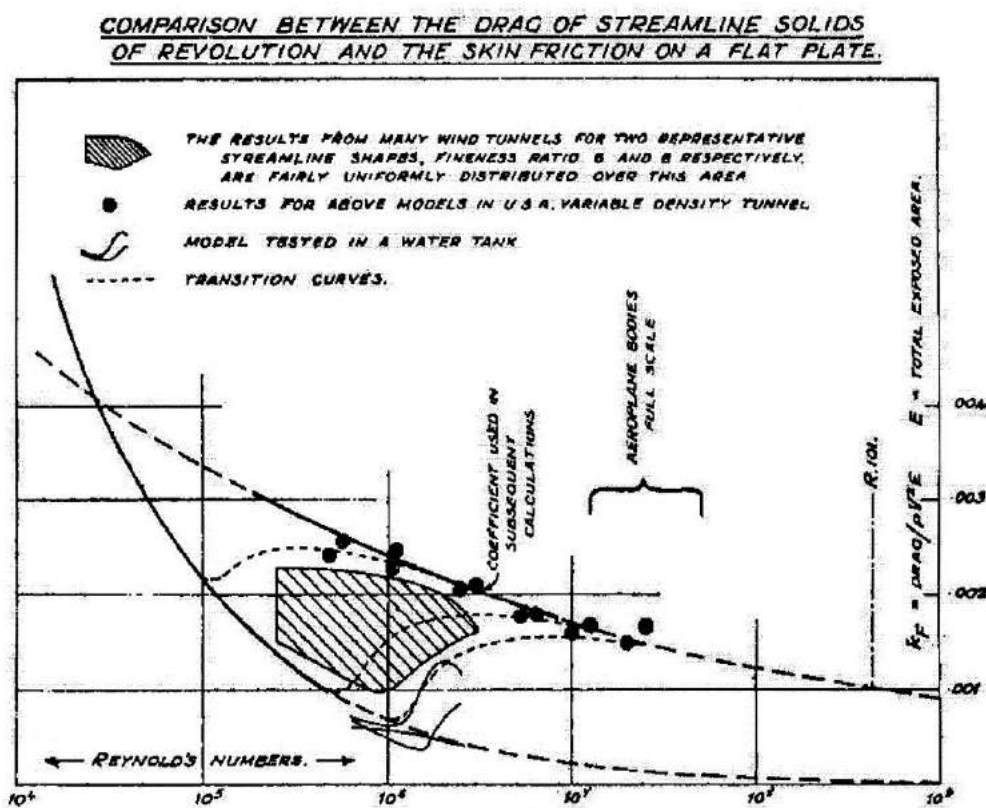 COMPARISON BETWEEN THE DRAG OF STREAMLINE SOLIDS
OF REVOLUTION AND THE SKIN FRICTION ON A FLAT PLATE.
THE RESULTS FROM MANY WIND TUNNELS FOR TWO REPRESENTATIVE
STREAMLINE SHAPES, FINENESS RATIO 6 AND 8 RESPECTIVELY,
ARE FAIRLY UNIFORMLY DISTRIBUTED OVER THIS AREA
RESULTS FOR ABOVE MODELS IN U.S.A. VARIABLE DENSITY TUNNEL
MODEL TESTED IN A WATER TANK
TRANSITION CURVES.
COEFFICIENT USED IN
SUBSEQUENT
CALCULATIONS
AEROPLANE BODIES
FULL SCALE
R.101.
k_F = DRAG/ρV²E E = TOTAL EXPOSED AREA.
.004
.003
.002
.001
← REYNOLD'S NUMBERS. →
10⁴ 10⁵ 10⁶ 10⁷